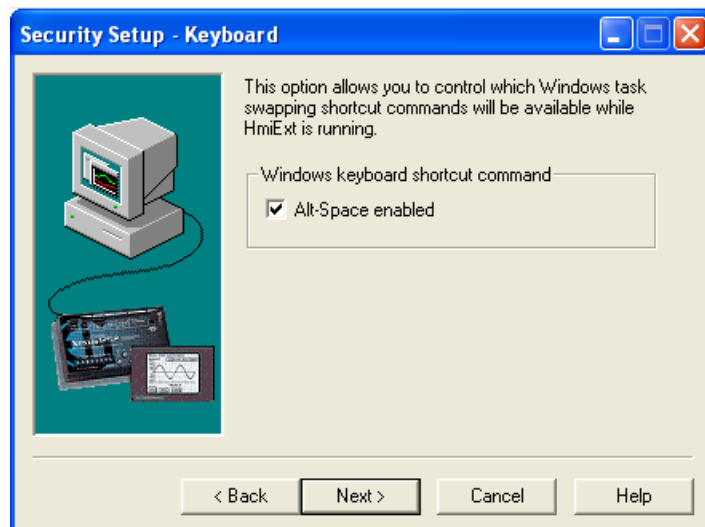 Security Setup - Keyboard
This option allows you to control which Windows task
swapping shortcut commands will be available while
HmiExt is running.
Windows keyboard shortcut command
Alt-Space enabled
< Back
Next >
Cancel
Help